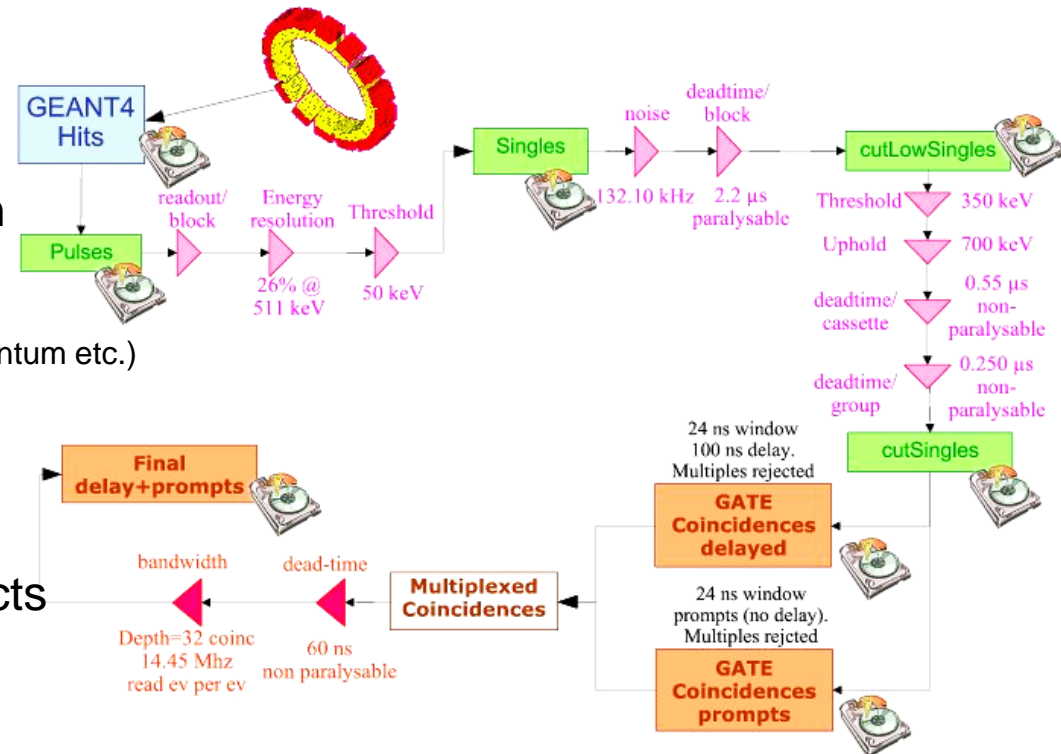 GEANT4
Hits
Pulses
readout/
block
Energy
resolution
26% @
511 keV
Threshold
50 keV
Singles
noise
132.10 kHz
deadtime/
block
2.2 µs
paralysable
cutLowSingles
Threshold
350 keV
Uphold
700 keV
deadtime/
cassette
0.55 µs
non-
paralysable
deadtime/
group
0.250 µs
non-
paralysable
cutSingles
24 ns window
100 ns delay.
Multiples rejected
GATE
Coincidences
delayed
24 ns window
prompts (no delay).
Multiples rejcted
GATE
Coincidences
prompts
Multiplexed
Coincidences
dead-time
60 ns
non paralysable
bandwidth
Depth=32 coinc
14.45 Mhz
read ev per ev
Final
delay+prompts
n
ntum etc.)
cts